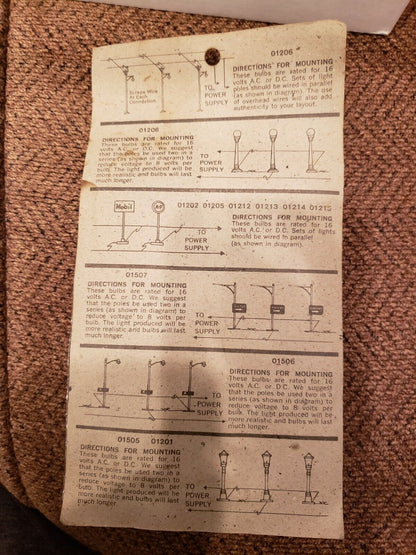 01206
DIRECTIONS FOR MOUNTING
These bulbs are rated for 16
volts A.C. or D.C. Sets of light
poles should be wired in parallel
(as shown in diagram). The use
of overhead wires will also add
authenticity to your layout.
Scrape Wire
At Each
Connection
TO
POWER
SUPPLY
01208
DIRECTIONS FOR MOUNTING
These bulbs are rated for 16
volts A.C. or D.C. We suggest
that the poles be used two in a
series (as shown in diagram) to
reduce voltage to 8 volts per
bulb. The light produced will be
more realistic and bulbs will last
much longer.
TO
POWER
SUPPLY
01202 01205 01212 01213 01214 01215
DIRECTIONS FOR MOUNTING
These bulbs are rated for 16
volts A.C. or D.C. Sets of lights
should be wired in parallel
(as shown in diagram).
Mobil
TO
POWER
SUPPLY
01507
DIRECTIONS FOR MOUNTING
These bulbs are rated for 16
volts A.C. or D.C. We suggest
that the poles be used two in a
series (as shown in diagram) to
reduce voltage to 8 volts per
bulb. The light produced will be
more realistic and bulbs will last
much longer.
TO
POWER
SUPPLY
01506
DIRECTIONS FOR MOUNTING
These bulbs are rated for 16
volts A.C. or D.C. We suggest
that the poles be used two in a
series (as shown in diagram) to
reduce voltage to 8 volts per
bulb. The light produced will be
more realistic and bulbs will last
much longer.
TO
POWER
SUPPLY
01505 01201
DIRECTIONS FOR MOUNTING
These bulbs are rated for 16
volts A.C. or D.C. We suggest
that the poles be used two in a
series (as shown in diagram) to
reduce voltage to 8 volts per
bulb. The light produced will be
more realistic and bulbs will last
much longer.
TO
POWER
SUPPLY